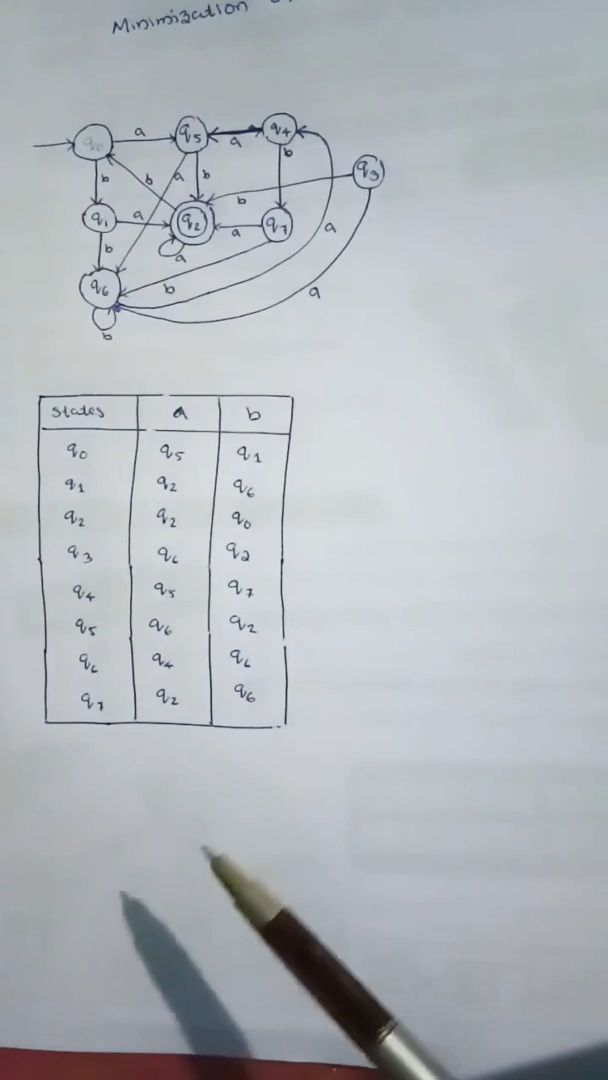 Minimization
q0 a q5 a q4
b b a b b q3
b
q1 a q2 a q7
b a a
q6 b a
b
states a b
q0 q5 q1
q1 q2 q6
q2 q2 q0
q3 q6 q2
q4 q5 q7
q5 q6 q2
q6 q4 q6
q7 q2 q6